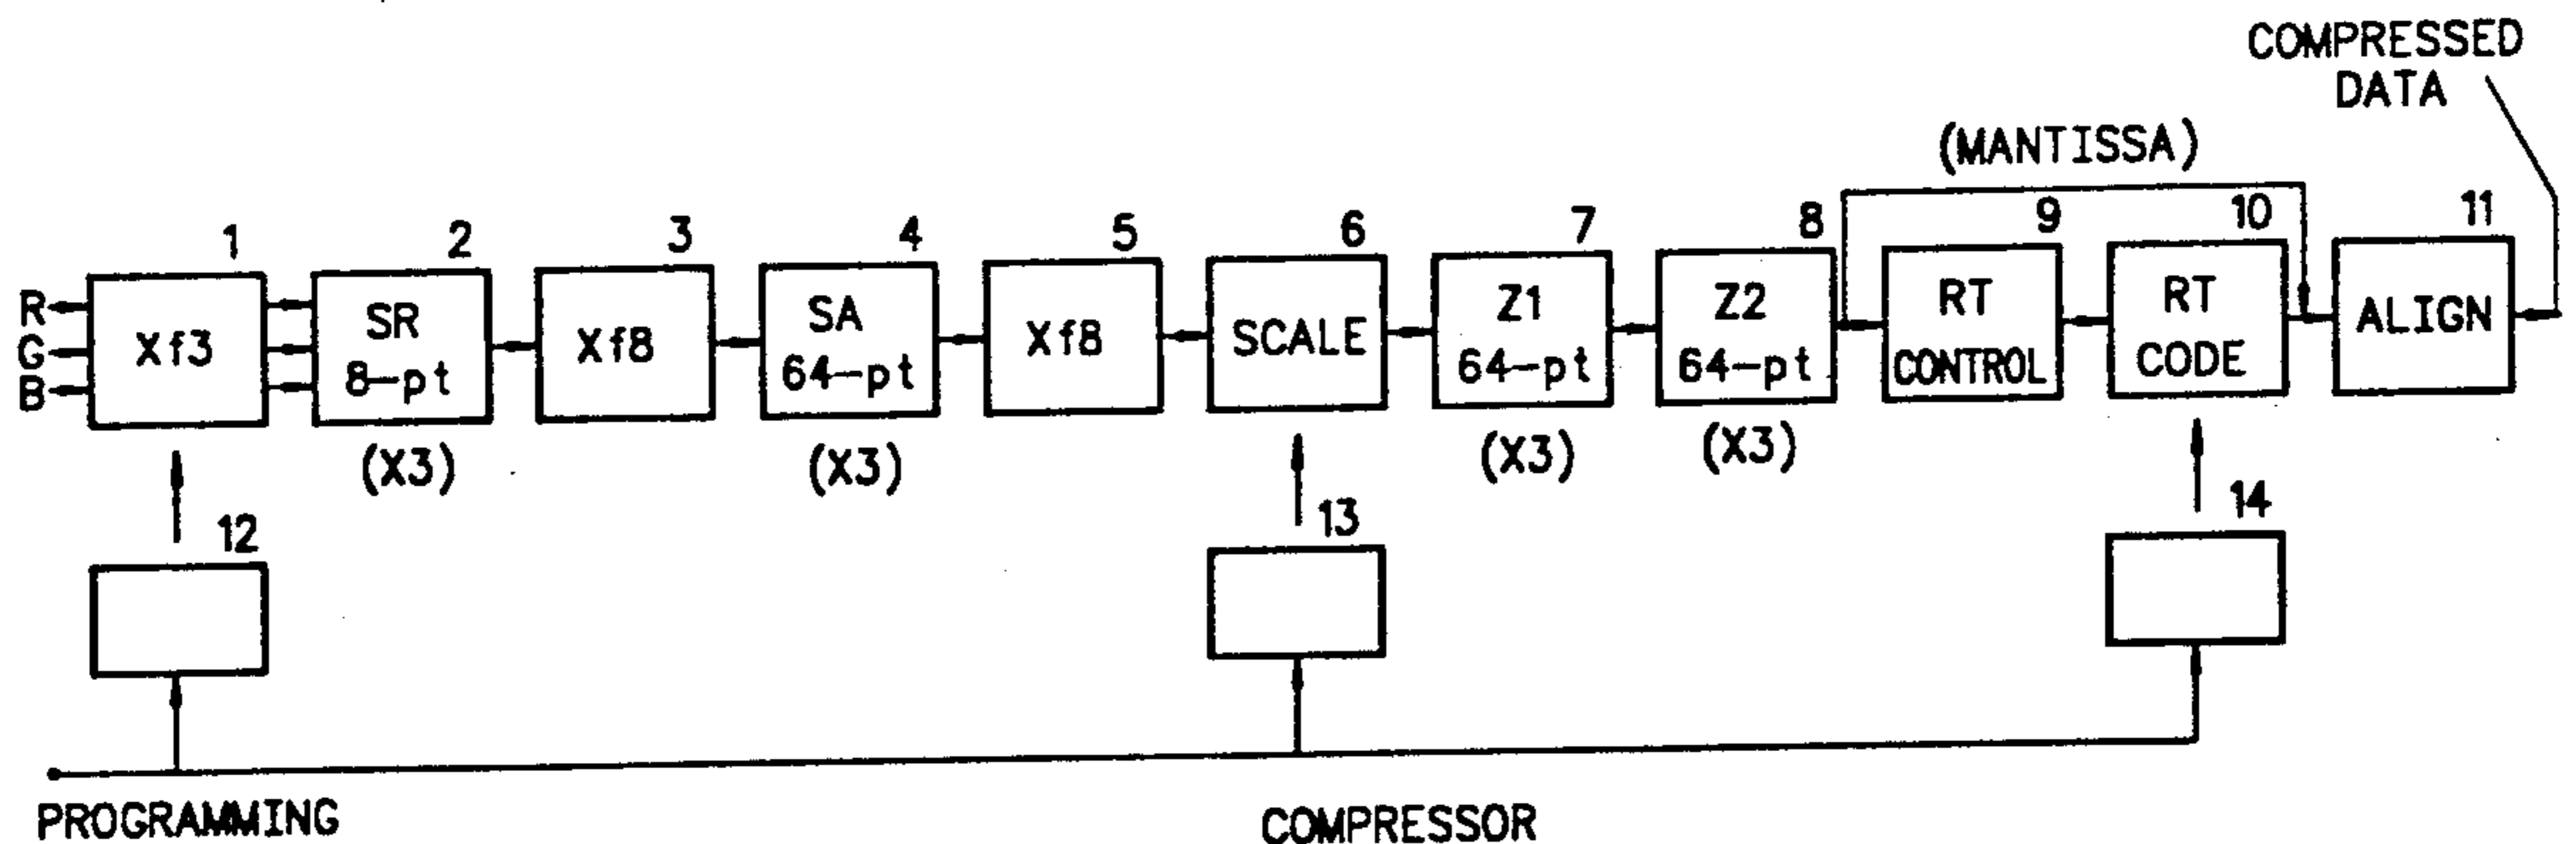 COMPRESSED
DATA
(MANTISSA)
1
2
3
4
5
6
7
8
9
10
11
R
G
B
Xf3
SR
8-pt
Xf8
SA
64-pt
Xf8
SCALE
Z1
64-pt
Z2
64-pt
RT
CONTROL
RT
CODE
ALIGN
(X3)
(X3)
(X3)
(X3)
12
13
14
PROGRAMMING
COMPRESSOR